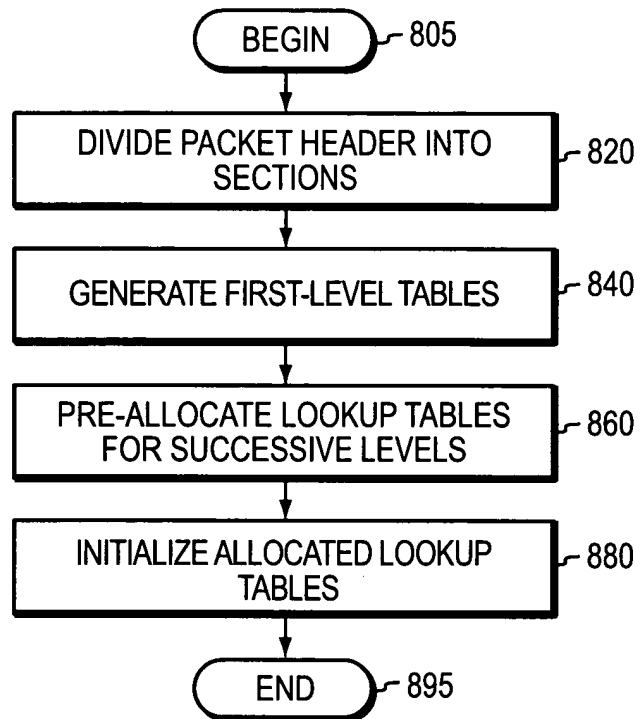 BEGIN 805
DIVIDE PACKET HEADER INTO
SECTIONS
820
GENERATE FIRST-LEVEL TABLES 840
PRE-ALLOCATE LOOKUP TABLES
FOR SUCCESSIVE LEVELS
860
INITIALIZE ALLOCATED LOOKUP
TABLES
880
END 895